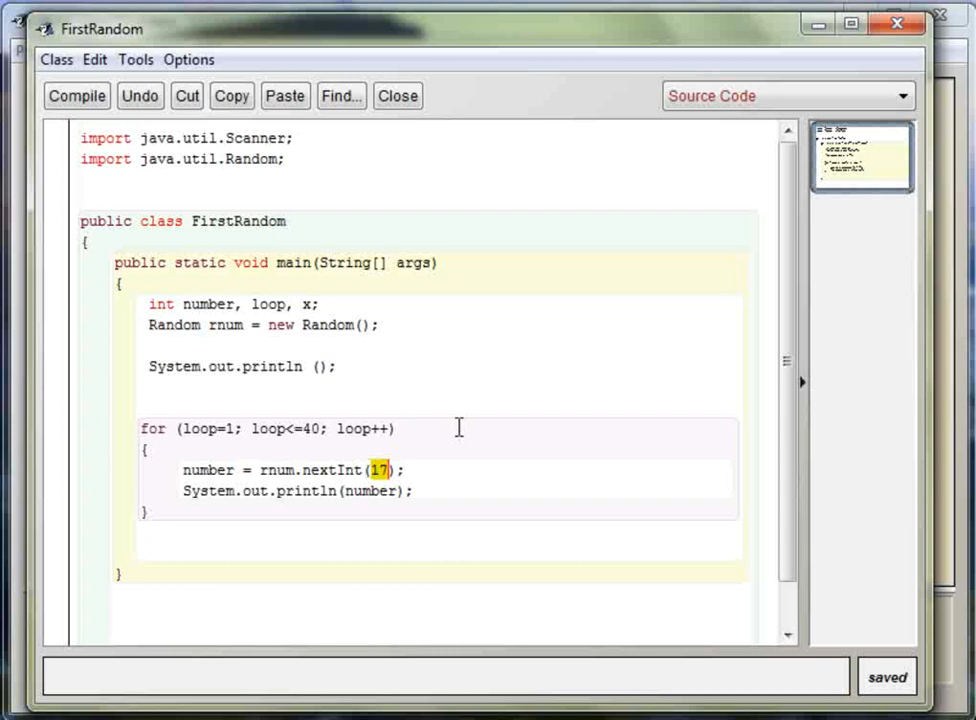 FirstRandom
Class Edit Tools Options
Compile Undo Cut Copy Paste Find... Close Source Code
import java.util.Scanner;
import java.util.Random;
public class FirstRandom
{
public static void main(String[] args)
{
int number, loop, x;
Random rnum = new Random();
System.out.println ();
for (loop=1; loop<=40; loop++)
{
number = rnum.nextInt(17);
System.out.println(number);
}
}
saved